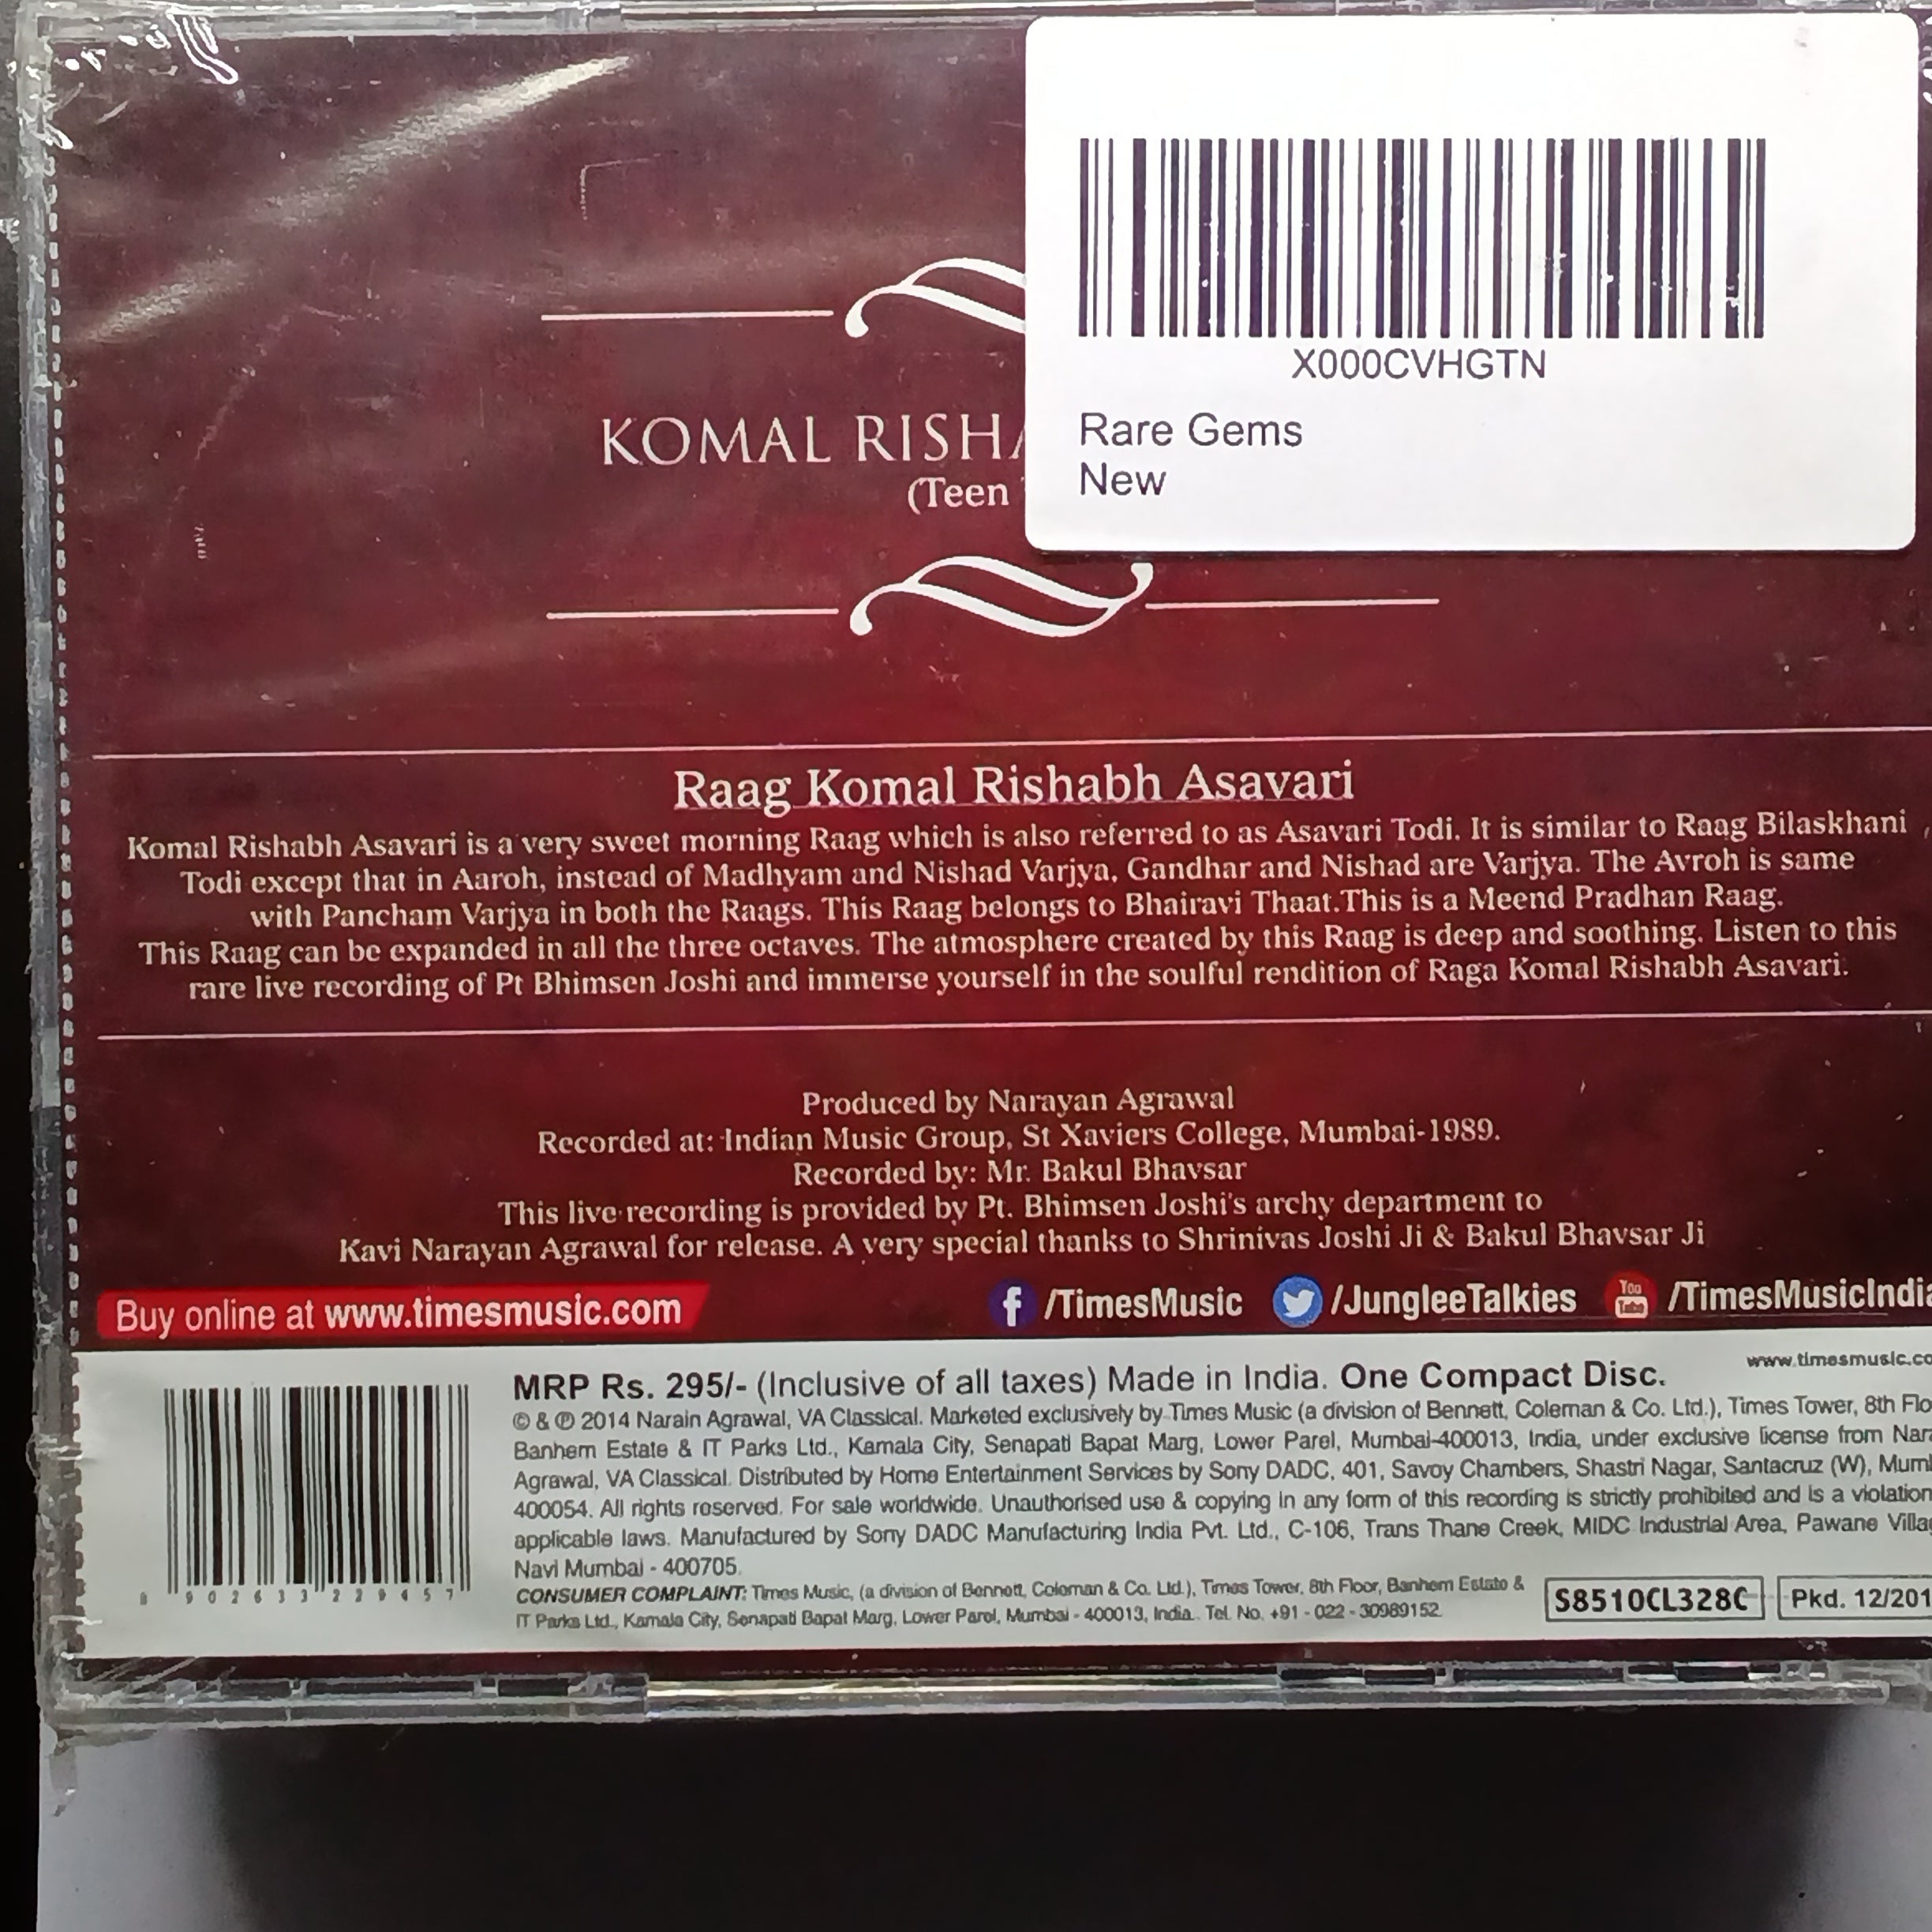 X000CVHGTN
Rare Gems
New
KOMAL RISHA
(Teen
Raag Komal Rishabh Asavari
Komal Rishabh Asavari is a very sweet morning Raag which is also referred to as Asavari Todi. It is similar to Raag Bilaskhani
Todi except that in Aaroh, instead of Madhyam and Nishad Varjya, Gandhar and Nishad are Varjya. The Avroh is same
with Pancham Varjya in both the Raags. This Raag belongs to Bhairavi Thaat.This is a Meend Pradhan Raag.
This Raag can be expanded in all the three octaves. The atmosphere created by this Raag is deep and soothing. Listen to this
rare live recording of Pt Bhimsen Joshi and immerse yourself in the soulful rendition of Raga Komal Rishabh Asavari.
Produced by Narayan Agrawal
Recorded at: Indian Music Group, St Xaviers College, Mumbai-1989.
Recorded by: Mr. Bakul Bhavsar
This live recording is provided by Pt. Bhimsen Joshi's archy department to
Kavi Narayan Agrawal for release. A very special thanks to Shrinivas Joshi Ji & Bakul Bhavsar Ji
Buy online at www.timesmusic.com f /TimesMusic /JungleeTalkies You Tube /TimesMusicIndia
www.timesmusic.co
MRP Rs. 295/- (Inclusive of all taxes) Made in India. One Compact Disc.
© & ℗ 2014 Narain Agrawal, VA Classical. Marketed exclusively by Times Music (a division of Bennett, Coleman & Co. Ltd.), Times Tower, 8th Flo
Banhem Estate & IT Parks Ltd., Kamala City, Senapati Bapat Marg, Lower Parel, Mumbai-400013, India, under exclusive license from Nara
Agrawal, VA Classical. Distributed by Home Entertainment Services by Sony DADC, 401, Savoy Chambers, Shastri Nagar, Santacruz (W), Mumb
400054. All rights reserved. For sale worldwide. Unauthorised use & copying in any form of this recording is strictly prohibited and is a violation
applicable laws. Manufactured by Sony DADC Manufacturing India Pvt. Ltd., C-106, Trans Thane Creek, MIDC Industrial Area, Pawane Villag
Navi Mumbai - 400705.
CONSUMER COMPLAINT: Times Music, (a division of Bennett, Coleman & Co. Ltd.), Times Tower, 8th Floor, Banhem Estate &
IT Parks Ltd., Kamala City, Senapati Bapat Marg, Lower Parel, Mumbai - 400013, India. Tel. No. +91 - 022 - 30989152
8 902633 229457
S8510CL328C
Pkd. 12/201